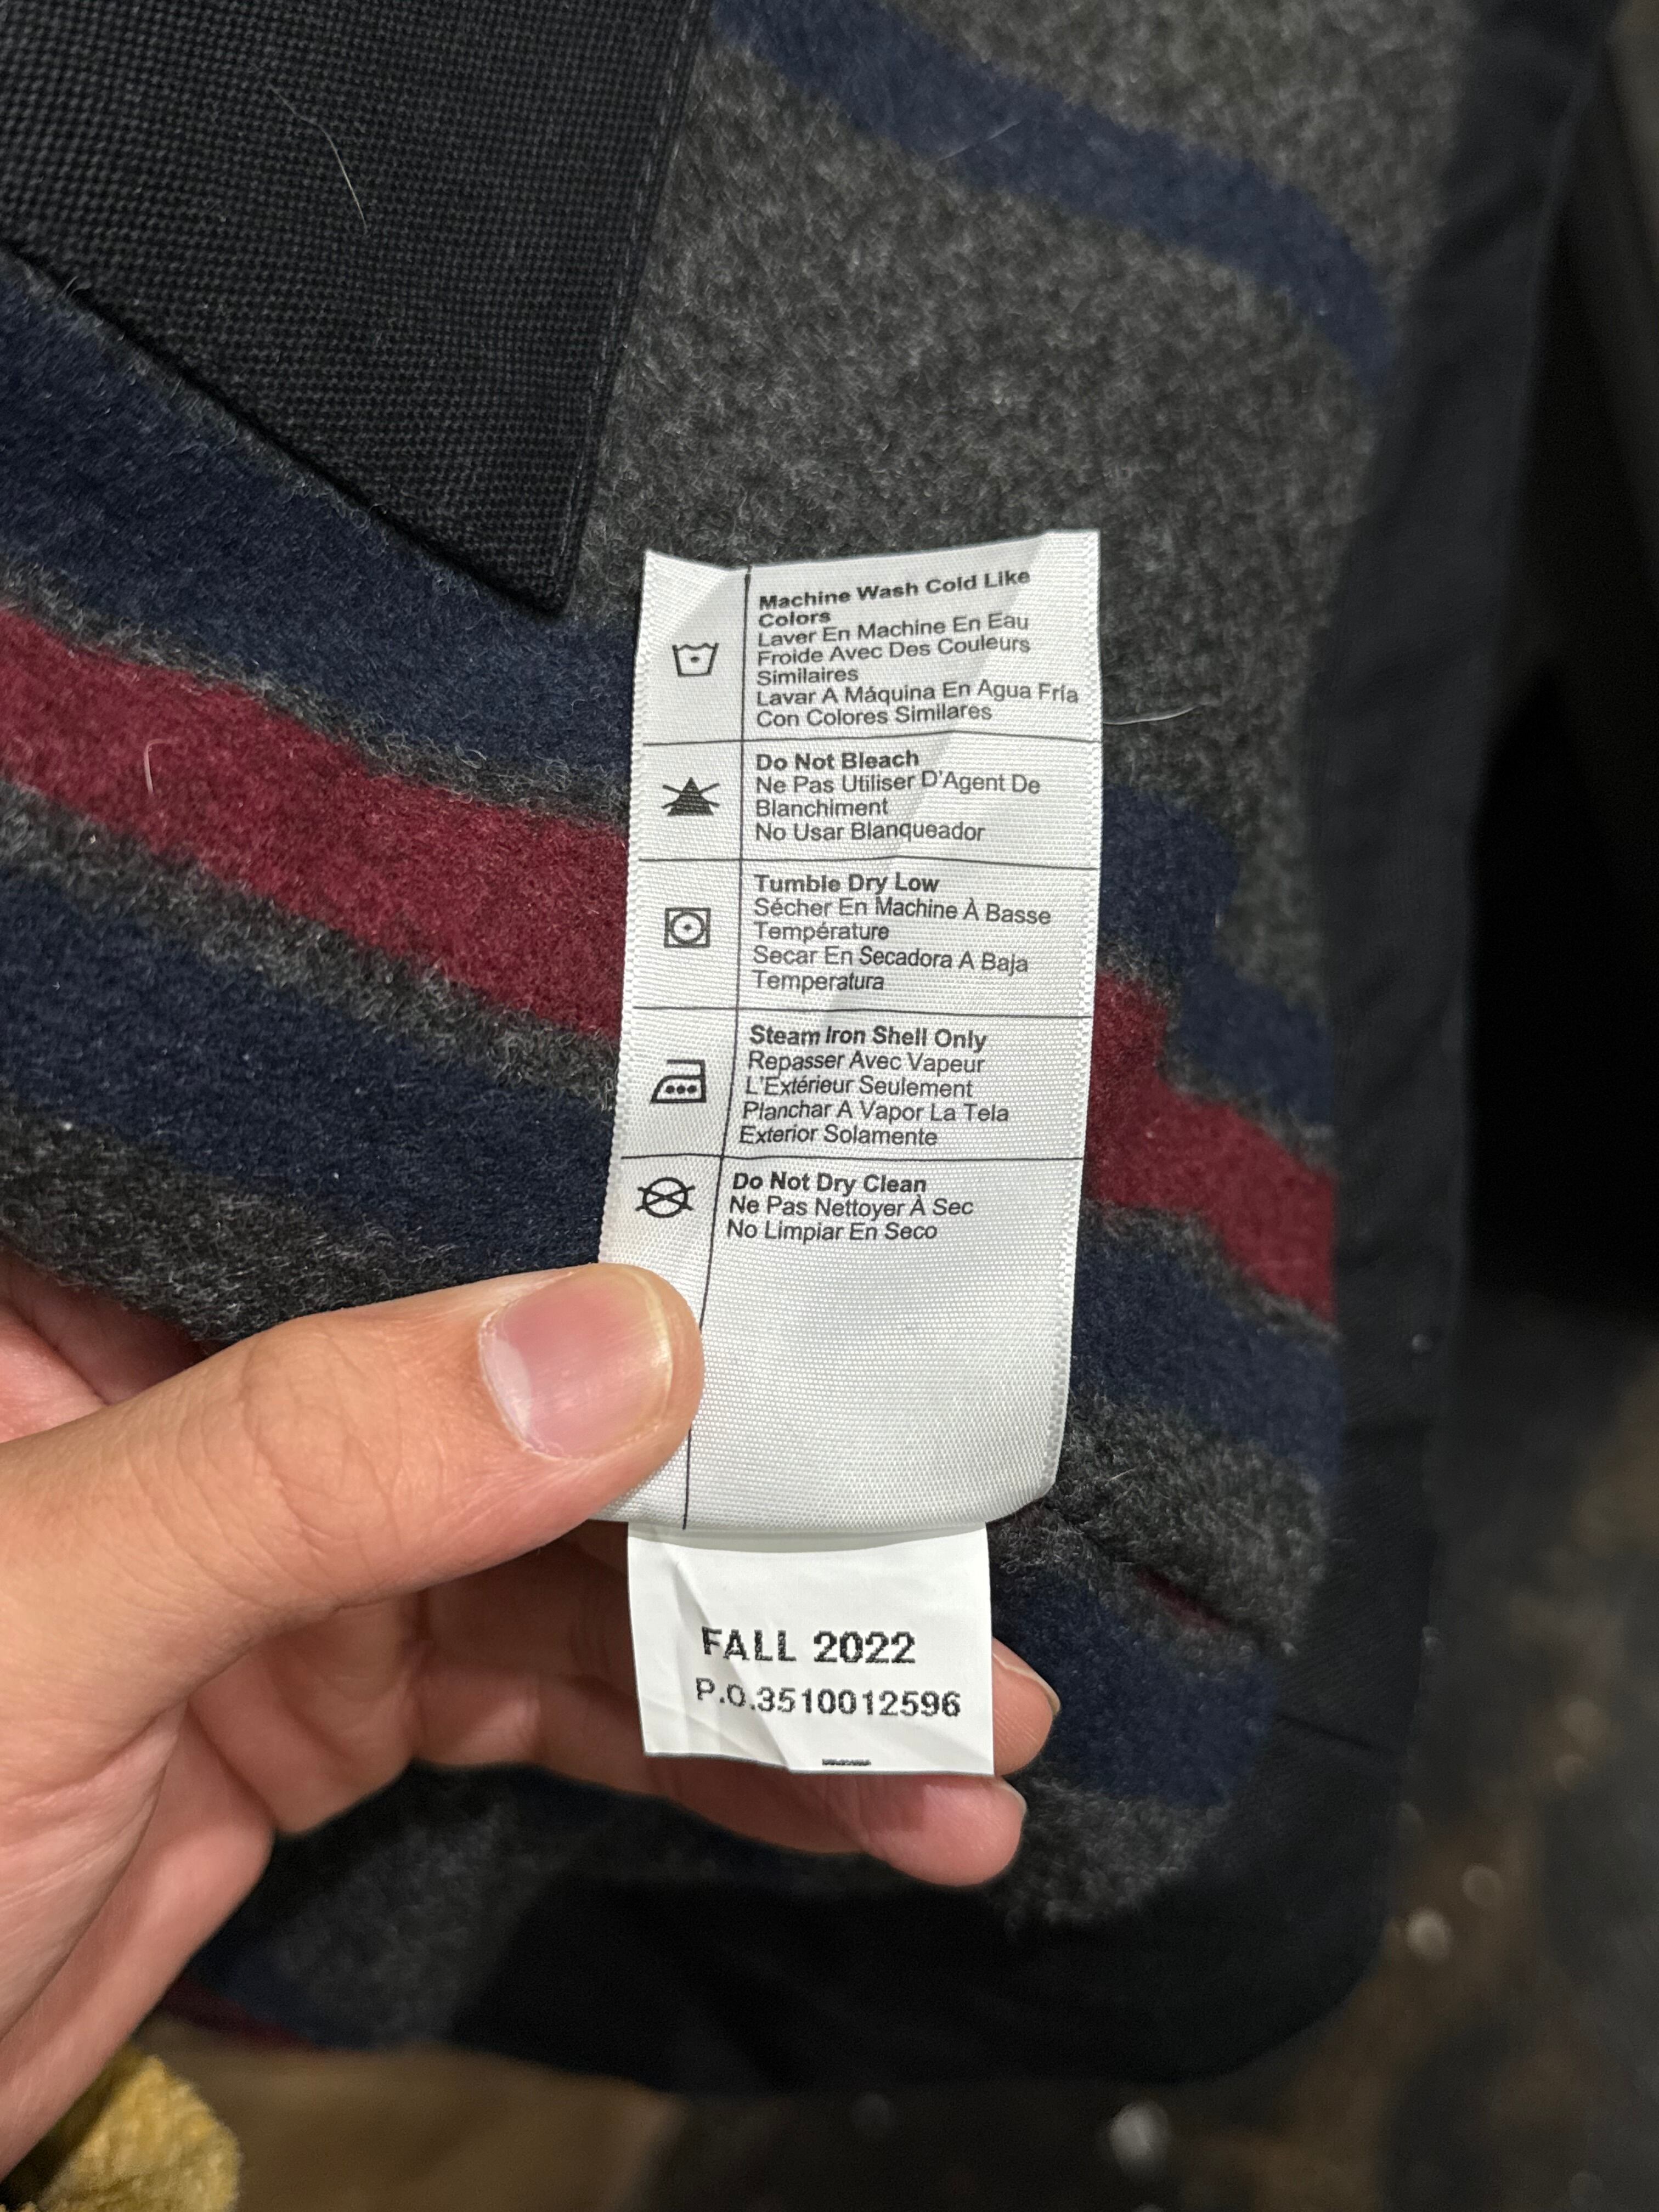 Machine Wash Cold Like
Colors
Laver En Machine En Eau
Froide Avec Des Couleurs
Similaires
Lavar A Máquina En Agua Fría
Con Colores Similares
Do Not Bleach
Ne Pas Utiliser D'Agent De
Blanchiment
No Usar Blanqueador
Tumble Dry Low
Sécher En Machine À Basse
Température
Secar En Secadora A Baja
Temperatura
Steam Iron Shell Only
Repasser Avec Vapeur
L'Extérieur Seulement
Planchar A Vapor La Tela
Exterior Solamente
Do Not Dry Clean
Ne Pas Nettoyer À Sec
No Limpiar En Seco
FALL 2022
P.O.3510012596